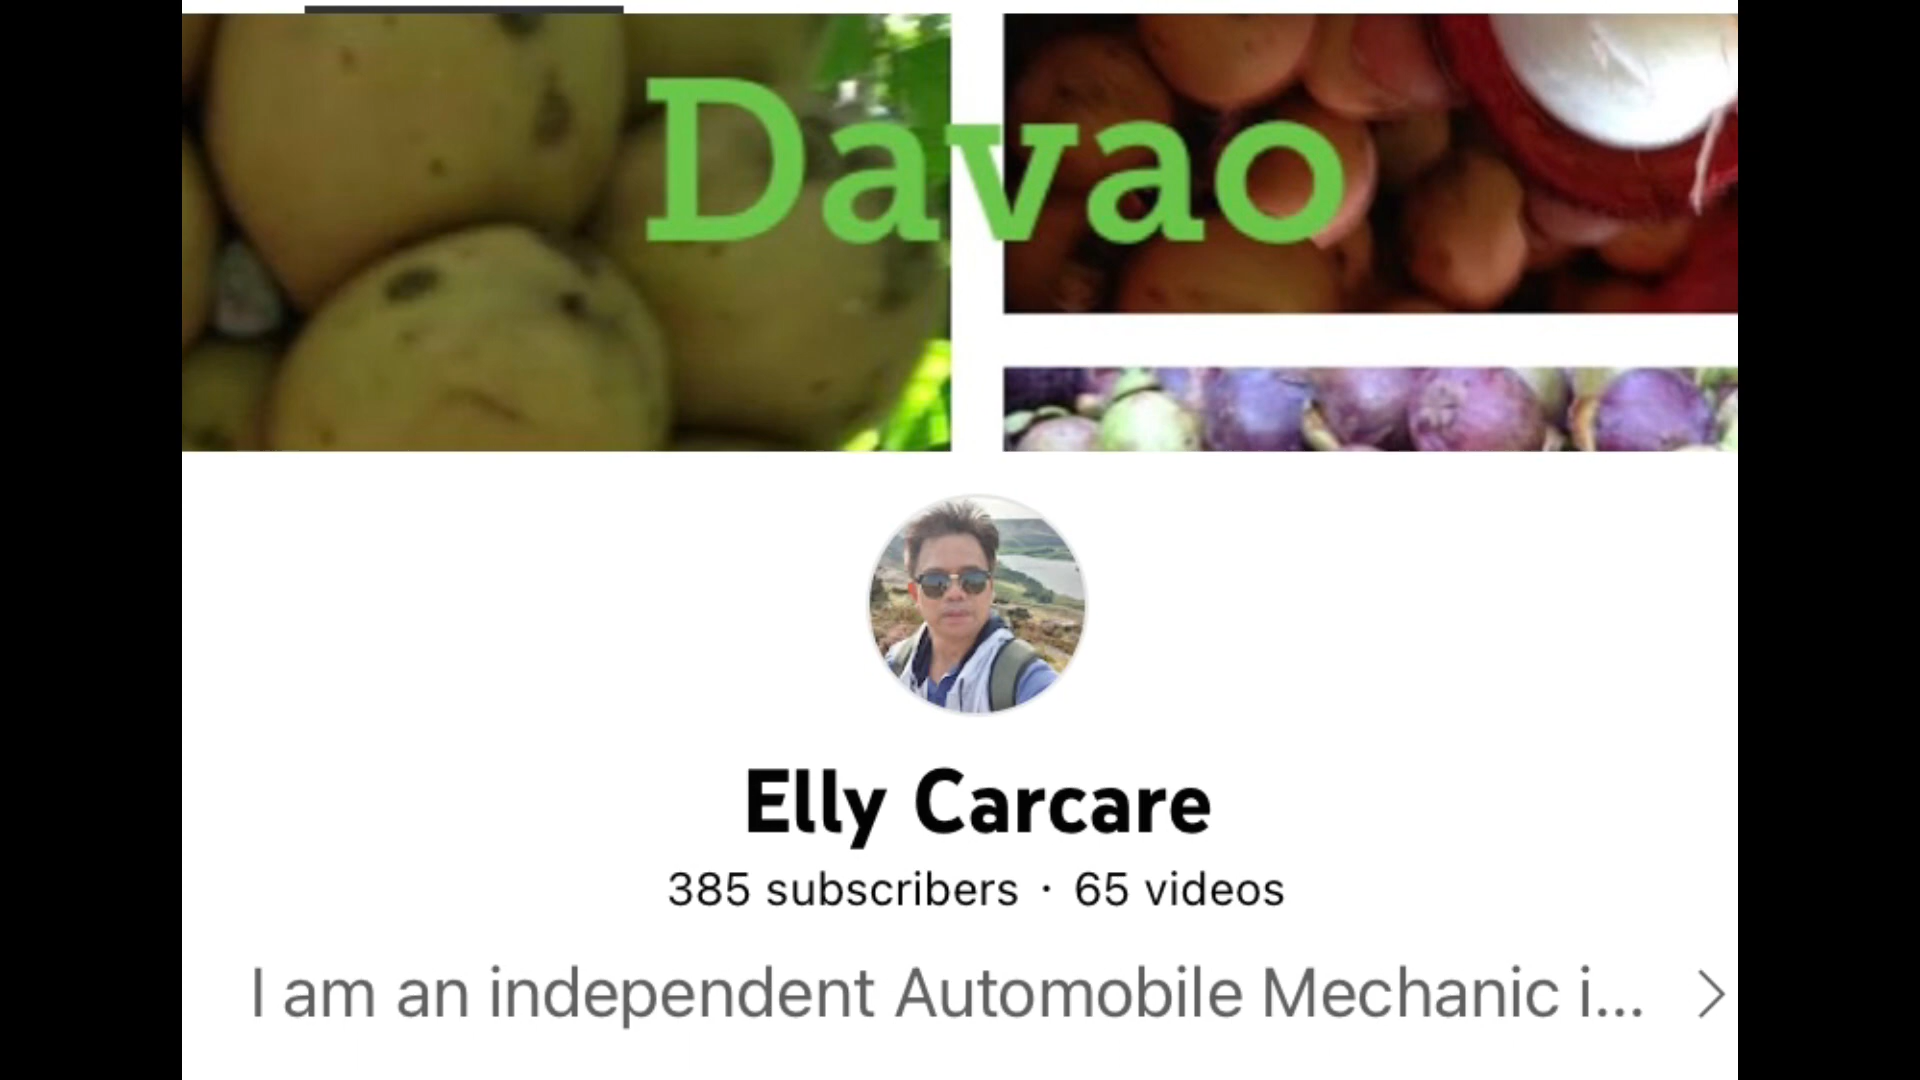 Davao
Elly Carcare
385 subscribers · 65 videos
I am an independent Automobile Mechanic i...